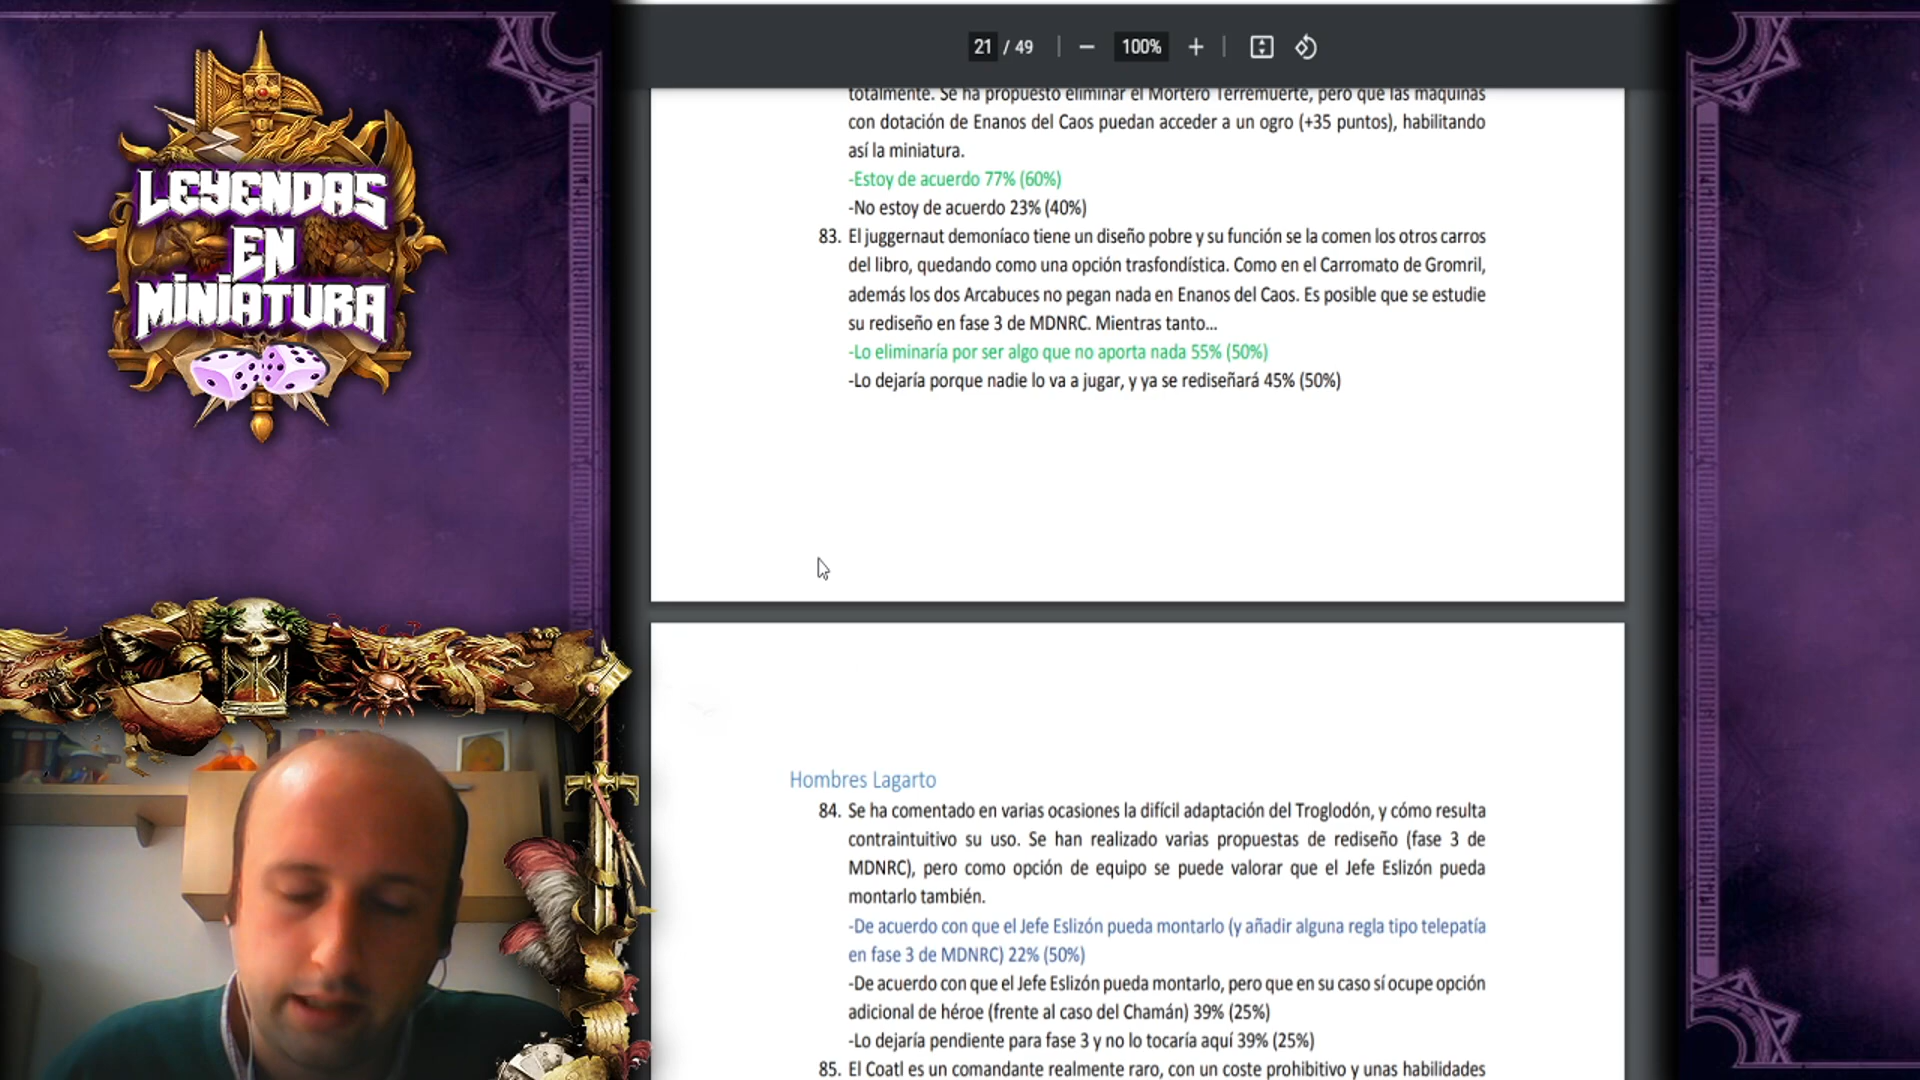 LEYENDAS
EN
MINIATURA
21 / 49
100%
totalmente. Se ha propuesto eliminar el Mortero Terremuerte, pero que las máquinas
con dotación de Enanos del Caos puedan acceder a un ogro (+35 puntos), habilitando
así la miniatura.
-Estoy de acuerdo 77% (60%)
-No estoy de acuerdo 23% (40%)
83. El juggernaut demoníaco tiene un diseño pobre y su función se la comen los otros carros
del libro, quedando como una opción trasfondística. Como en el Carromato de Gromril,
además los dos Arcabuces no pegan nada en Enanos del Caos. Es posible que se estudie
su rediseño en fase 3 de MDNRC. Mientras tanto...
-Lo eliminaría por ser algo que no aporta nada 55% (50%)
-Lo dejaría porque nadie lo va a jugar, y ya se rediseñará 45% (50%)
Hombres Lagarto
84. Se ha comentado en varias ocasiones la difícil adaptación del Troglodón, y cómo resulta
contraintuitivo su uso. Se han realizado varias propuestas de rediseño (fase 3 de
MDNRC), pero como opción de equipo se puede valorar que el Jefe Eslizón pueda
montarlo también.
-De acuerdo con que el Jefe Eslizón pueda montarlo (y añadir alguna regla tipo telepatía
en fase 3 de MDNRC) 22% (50%)
-De acuerdo con que el Jefe Eslizón pueda montarlo, pero que en su caso sí ocupe opción
adicional de héroe (frente al caso del Chamán) 39% (25%)
-Lo dejaría pendiente para fase 3 y no lo tocaría aquí 39% (25%)
85. El Coatl es un comandante realmente raro, con un coste prohibitivo y unas habilidades